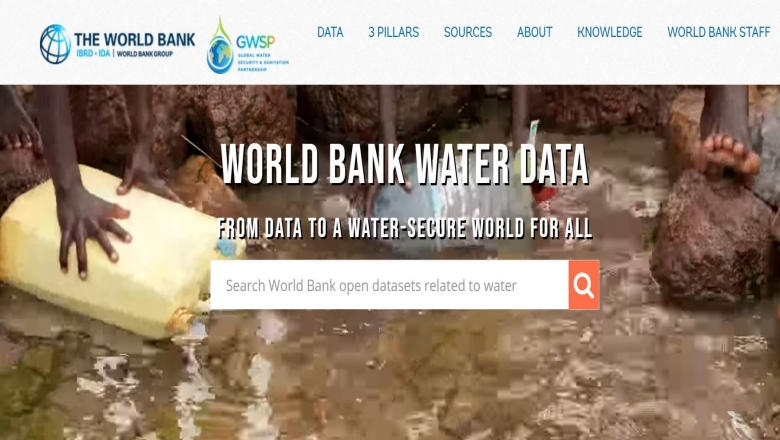 THE WORLD BANK
IBRD • IDA | WORLD BANK GROUP
GWSP
GLOBAL WATER
SECURITY & SANITATION
PARTNERSHIP
DATA 3 PILLARS SOURCES ABOUT KNOWLEDGE WORLD BANK STAFF
WORLD BANK WATER DATA
FROM DATA TO A WATER-SECURE WORLD FOR ALL
Search World Bank open datasets related to water